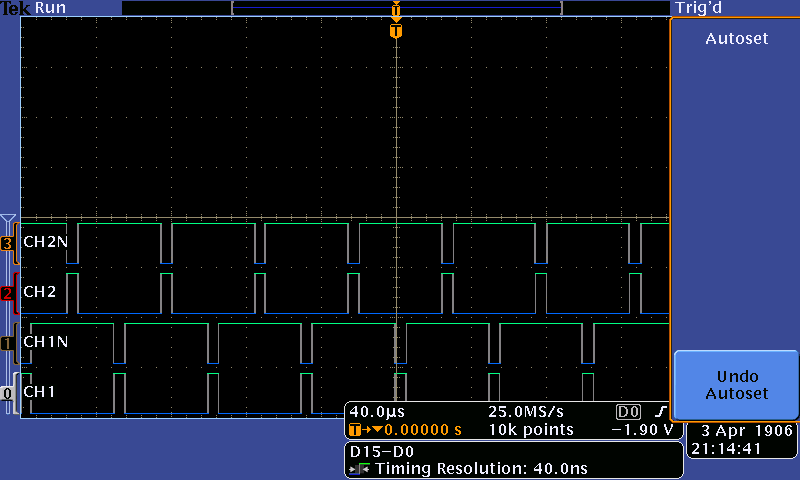 Tek Run Trig'd
T
T
Autoset
3 CH2N
2 CH2
1 CH1N
0 CH1
Undo
Autoset
40.0µs 25.0MS/s D0
T→▼0.00000 s 10k points −1.90 V
3 Apr 1906
21:14:41
D15–D0
Timing Resolution: 40.0ns